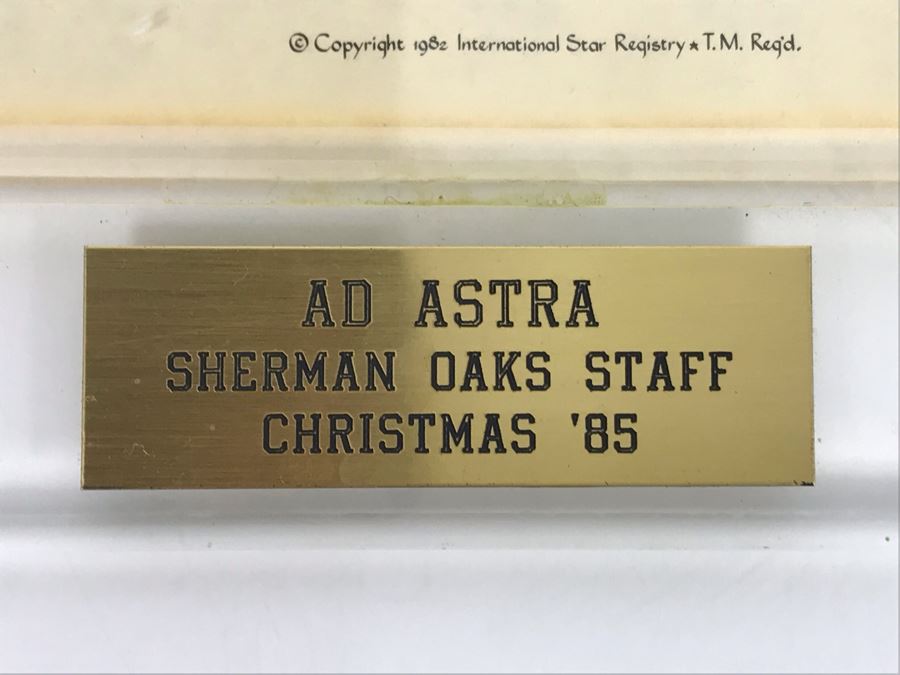 © Copyright 1982 International Star Registry ★ T.M. Reg'd.
AD ASTRA
SHERMAN OAKS STAFF
CHRISTMAS '85